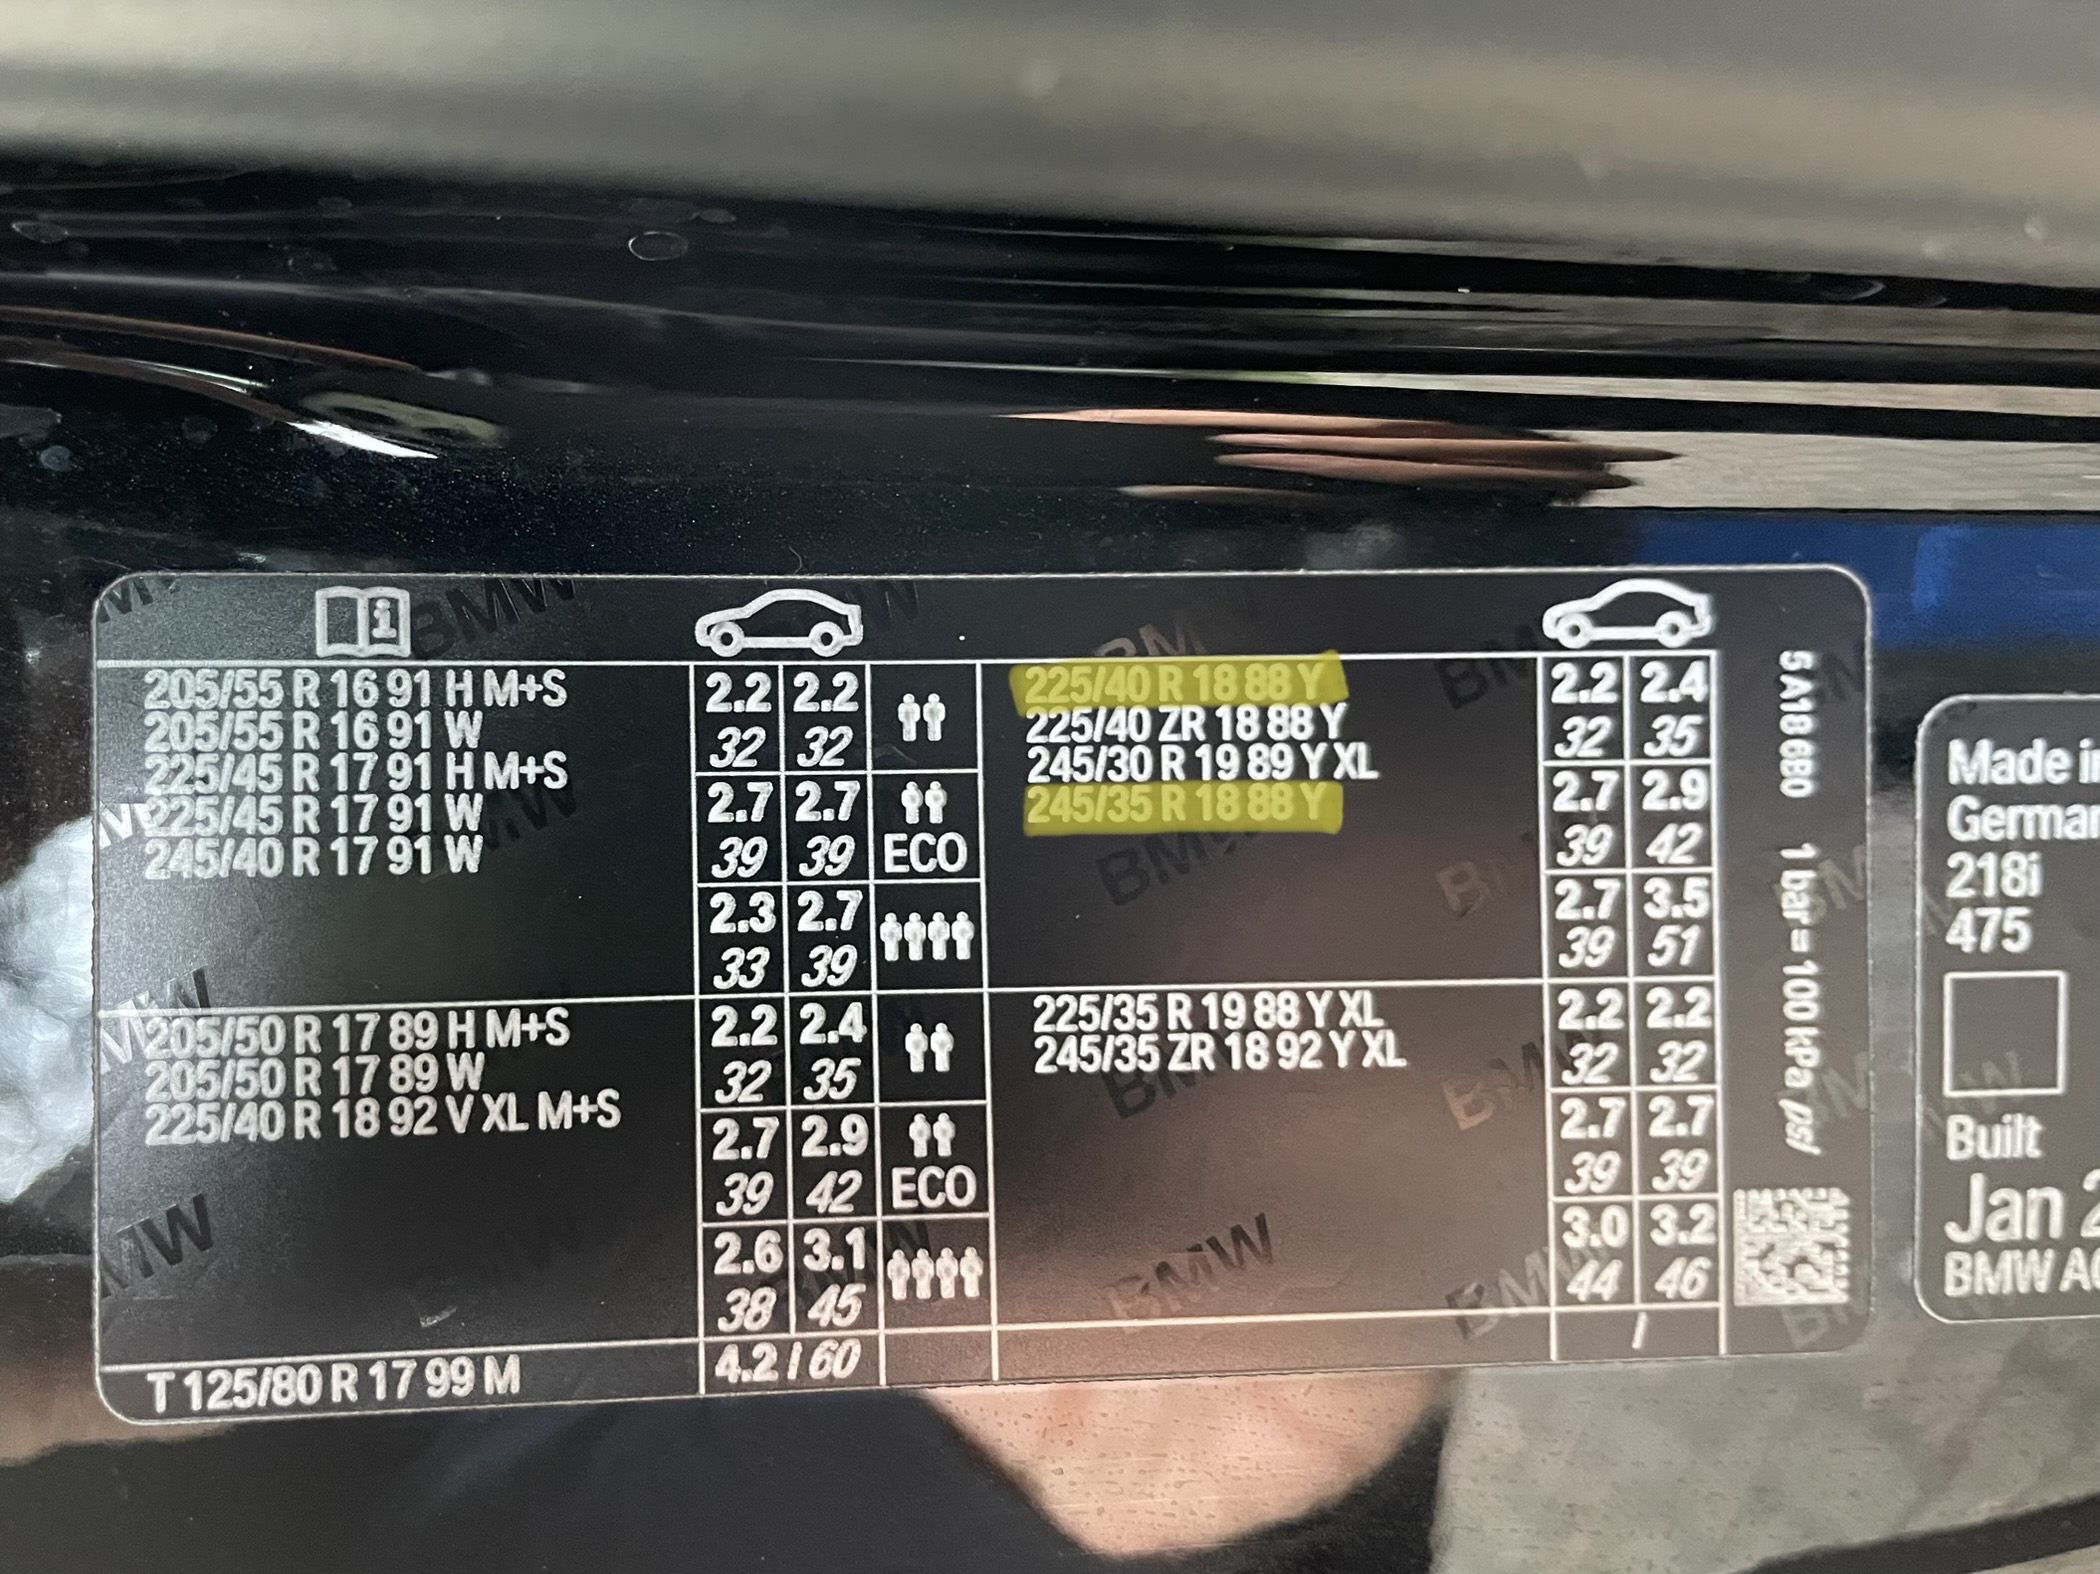 205/55 R 16 91 H M+S
205/55 R 16 91 W
225/45 R 17 91 H M+S
225/45 R 17 91 W
245/40 R 17 91 W
2.2 2.2
32 32
2.7 2.7
39 39 ECO
2.3 2.7
33 39
225/40 R 18 88 Y
225/40 ZR 18 88 Y
245/30 R 19 89 Y XL
245/35 R 18 88 Y
2.2 2.4
32 35
2.7 2.9
39 42
2.7 3.5
39 51
205/50 R 17 89 H M+S
205/50 R 17 89 W
225/40 R 18 92 V XL M+S
2.2 2.4
32 35
2.7 2.9
39 42 ECO
2.6 3.1
38 45
225/35 R 19 88 Y XL
245/35 ZR 18 92 Y XL
2.2 2.2
32 32
2.7 2.7
39 39
3.0 3.2
44 46
T 125/80 R 17 99 M
4.2 / 60
/
5A186B0 1 bar = 100 kPa psi
Made in
German
218i
475
Built
Jan 2
BMW AG
BMW